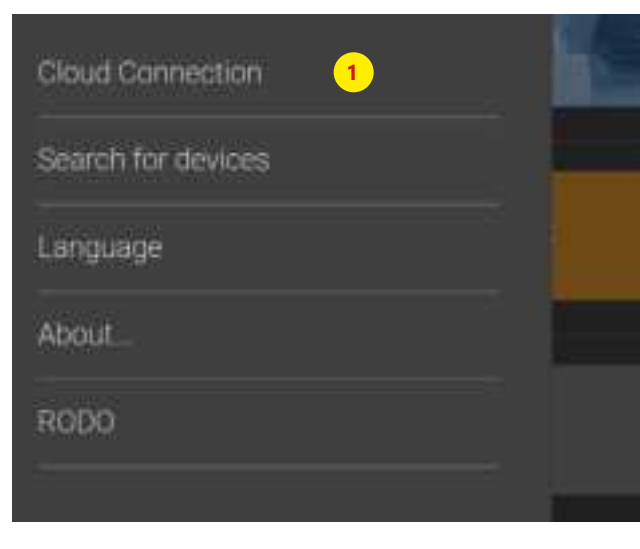 Cloud Connection 1
Search for devices
Language
About...
RODO